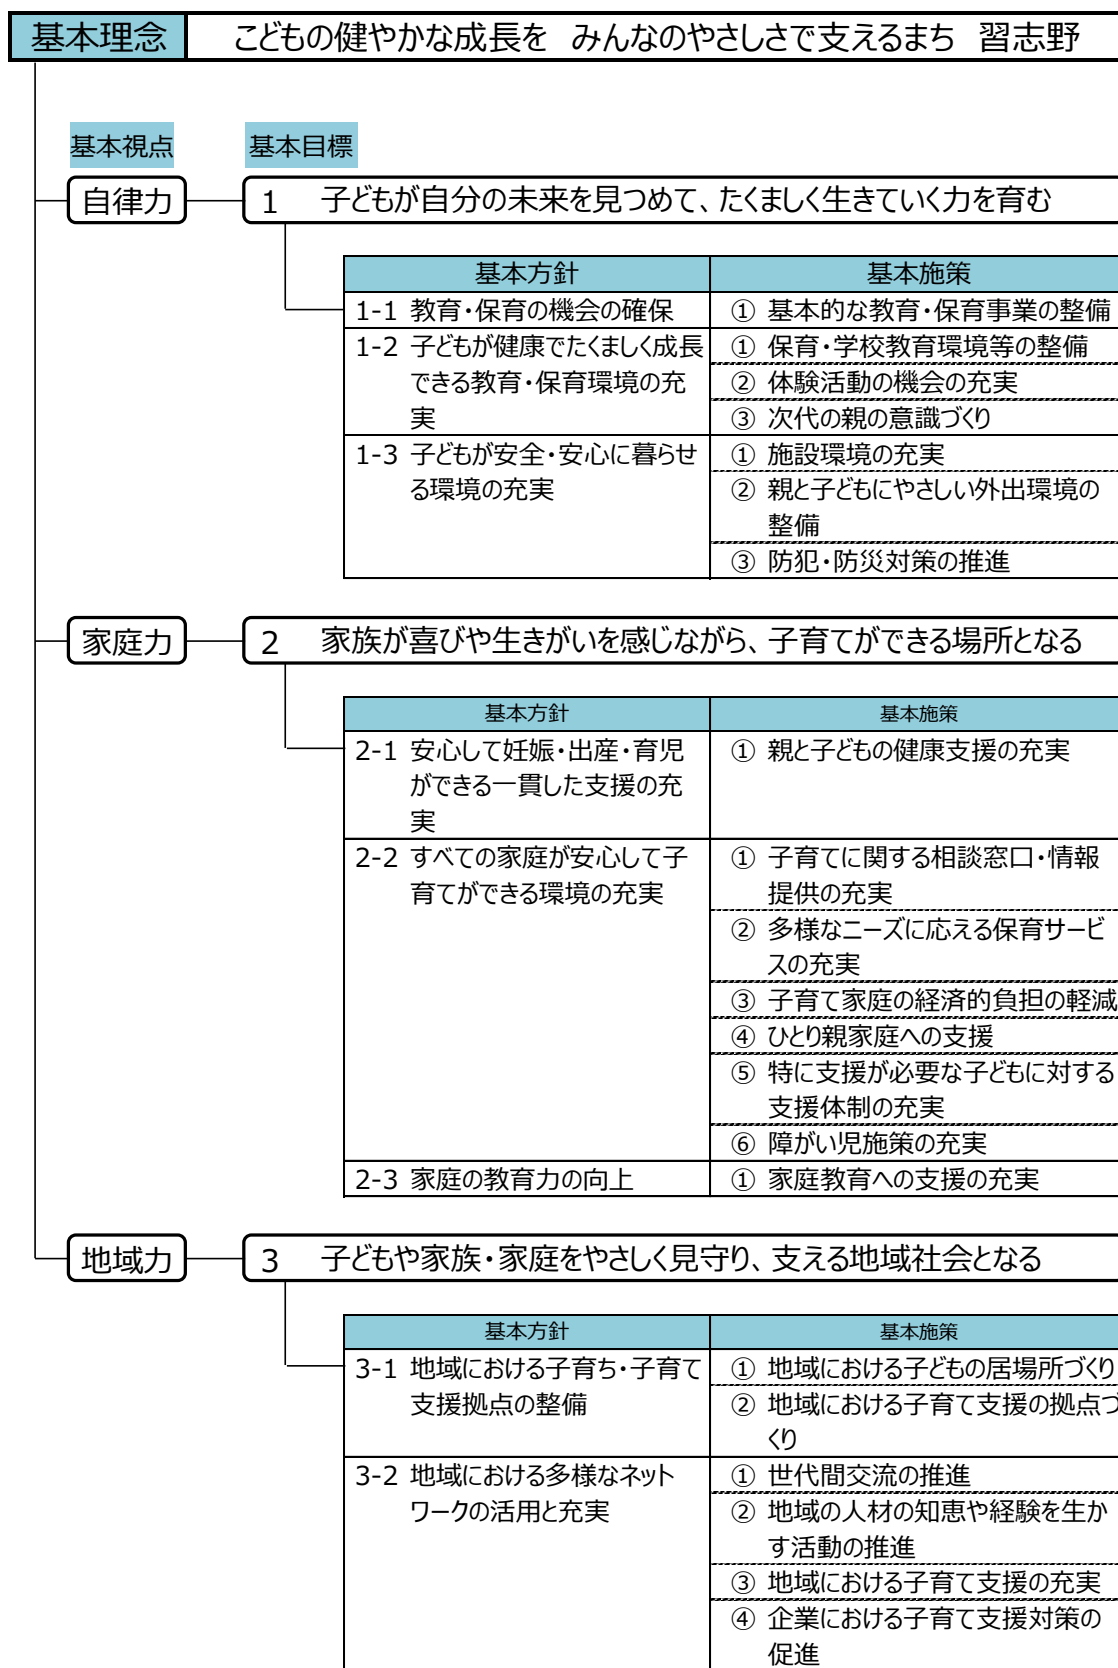 基本理念 こどもの健やかな成長を みんなのやさしさで支えるまち 習志野
基本視点 基本目標
自律力 1 子どもが自分の未来を見つめて、たくましく生きていく力を育む
基本方針 基本施策
1-1 教育・保育の機会の確保 ① 基本的な教育・保育事業の整備
1-2 子どもが健康でたくましく成長 ① 保育・学校教育環境等の整備
できる教育・保育環境の充 ② 体験活動の機会の充実
実 ③ 次代の親の意識づくり
1-3 子どもが安全・安心に暮らせ ① 施設環境の充実
る環境の充実 ② 親と子どもにやさしい外出環境の
整備
③ 防犯・防災対策の推進
家庭力 2 家族が喜びや生きがいを感じながら、子育てができる場所となる
基本方針 基本施策
2-1 安心して妊娠・出産・育児 ① 親と子どもの健康支援の充実
ができる一貫した支援の充
実
2-2 すべての家庭が安心して子 ① 子育てに関する相談窓口・情報
育てができる環境の充実 提供の充実
② 多様なニーズに応える保育サービ
スの充実
③ 子育て家庭の経済的負担の軽減
④ ひとり親家庭への支援
⑤ 特に支援が必要な子どもに対する
支援体制の充実
⑥ 障がい児施策の充実
2-3 家庭の教育力の向上 ① 家庭教育への支援の充実
地域力 3 子どもや家族・家庭をやさしく見守り、支える地域社会となる
基本方針 基本施策
3-1 地域における子育ち・子育て ① 地域における子どもの居場所づくり
支援拠点の整備 ② 地域における子育て支援の拠点づ
くり
3-2 地域における多様なネット ① 世代間交流の推進
ワークの活用と充実 ② 地域の人材の知恵や経験を生か
す活動の推進
③ 地域における子育て支援の充実
④ 企業における子育て支援対策の
促進